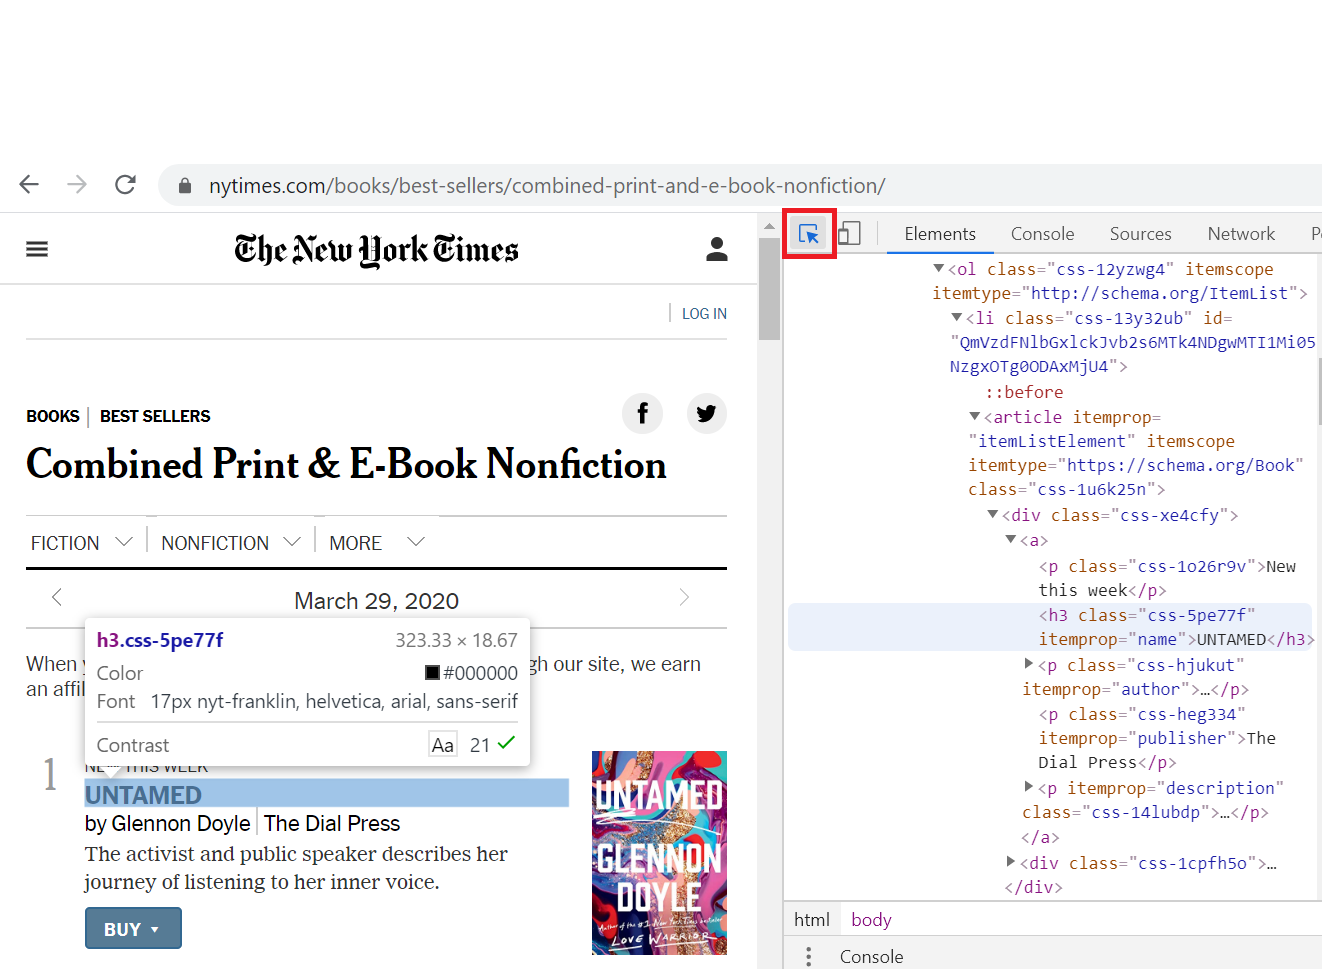 nytimes.com/books/best-sellers/combined-print-and-e-book-nonfiction/
The New York Times
LOG IN
BOOKS | BEST SELLERS
Combined Print & E-Book Nonfiction
FICTION
NONFICTION
MORE
March 29, 2020
When
gh our site, we earn
an affil
h3.css-5pe77f 323.33 × 18.67
Color #000000
Font 17px nyt-franklin, helvetica, arial, sans-serif
Contrast Aa 21
1
NEW THIS WEEK
UNTAMED
by Glennon Doyle | The Dial Press
The activist and public speaker describes her
journey of listening to her inner voice.
BUY
UNTAMED
GLENNON
DOYLE
Author of the #1 New York Times bestseller
LOVE WARRIOR
Elements Console Sources Network
<ol class="css-12yzwg4" itemscope
itemtype="http://schema.org/ItemList">
<li class="css-13y32ub" id=
"QmVzdFNlbGxlckJvb2s6MTk4NDgwMTI1Mi05
NzgxOTg0ODAxMjU4">
::before
<article itemprop=
"itemListElement" itemscope
itemtype="https://schema.org/Book"
class="css-1u6k25n">
<div class="css-xe4cfy">
<a>
<p class="css-1o26r9v">New
this week</p>
<h3 class="css-5pe77f"
itemprop="name">UNTAMED</h3>
<p class="css-hjukut"
itemprop="author">…</p>
<p class="css-heg334"
itemprop="publisher">The
Dial Press</p>
<p itemprop="description"
class="css-14lubdp">…</p>
</a>
<div class="css-1cpfh5o">…
</div>
html body
Console